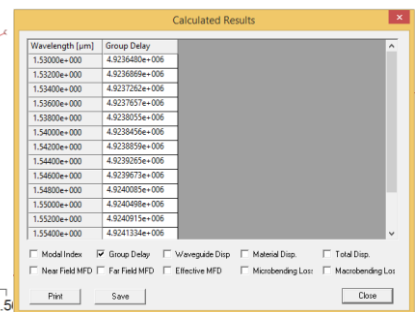 Calculated Results
Wavelength [µm] Group Delay
1.53000e+000 4.9236480e+006
1.53200e+000 4.9236869e+006
1.53400e+000 4.9237262e+006
1.53600e+000 4.9237657e+006
1.53800e+000 4.9238055e+006
1.54000e+000 4.9238456e+006
1.54200e+000 4.9238859e+006
1.54400e+000 4.9239265e+006
1.54600e+000 4.9239673e+006
1.54800e+000 4.9240085e+006
1.55000e+000 4.9240498e+006
1.55200e+000 4.9240915e+006
1.55400e+000 4.9241334e+006
Modal Index Group Delay Waveguide Disp Material Disp. Total Disp.
Near Field MFD Far Field MFD Effective MFD Microbending Loss Macrobending Los
Print Save Close
.5